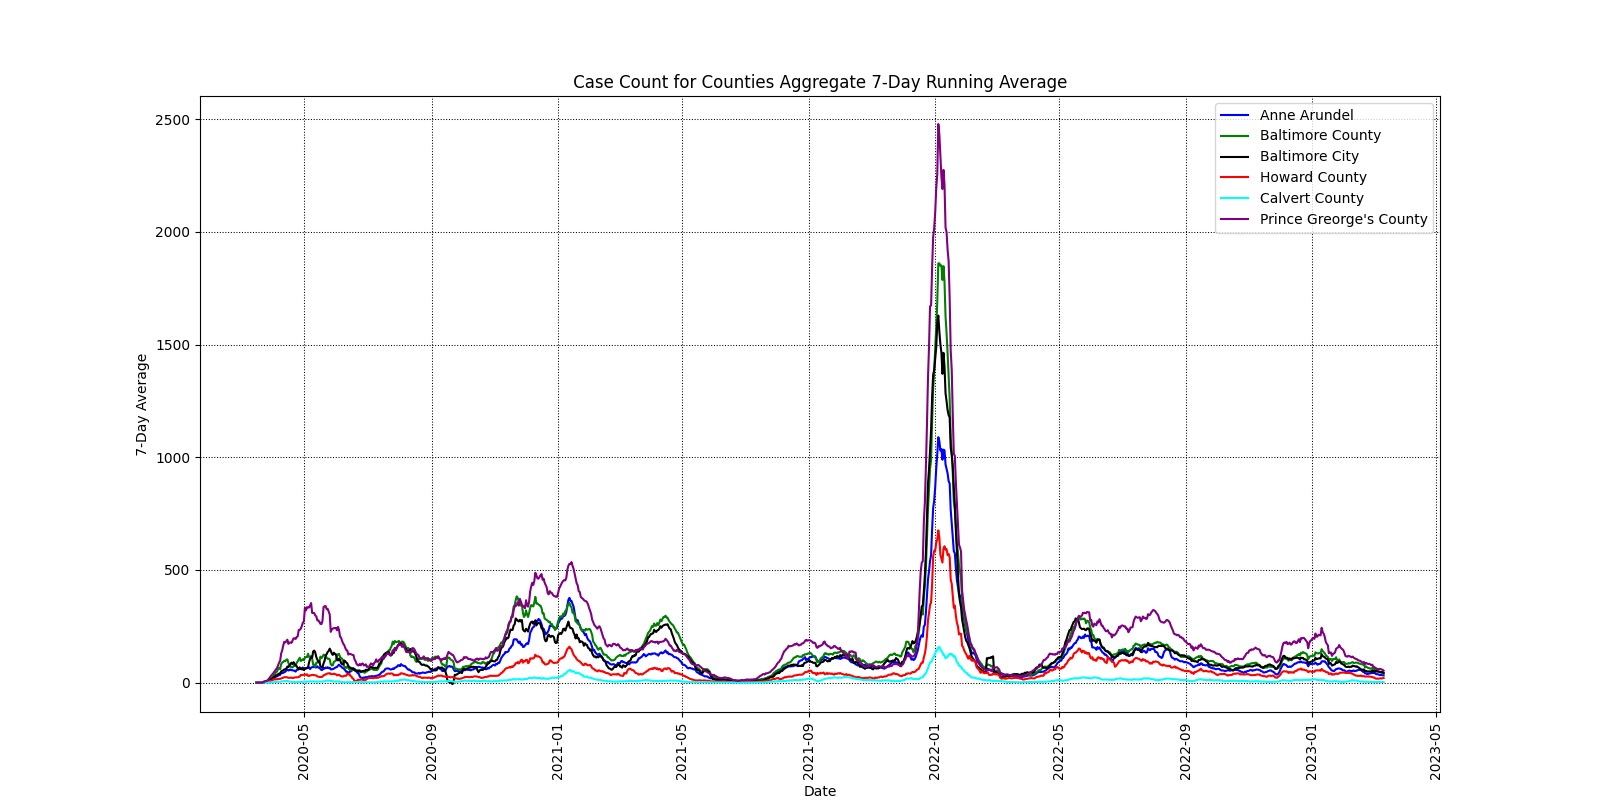 Case Count for Counties Aggregate 7-Day Running Average
Anne Arundel
Baltimore County
Baltimore City
Howard County
Calvert County
Prince Greorge's County
7-Day Average
2500
2000
1500
1000
500
0
2020-05
2020-09
2021-01
2021-05
2021-09
2022-01
2022-05
2022-09
2023-01
2023-05
Date